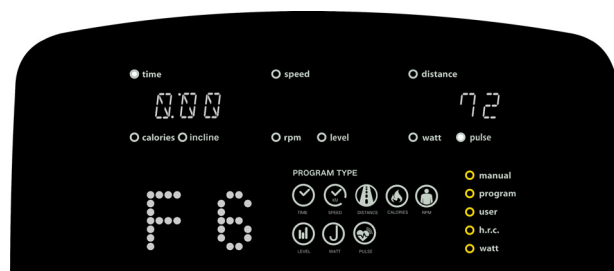 time speed distance
0:00 72
calories incline rpm level watt pulse
PROGRAM TYPE
manual
KM
program
TIME SPEED DISTANCE CALORIES RPM
user
F 6
h.r.c.
LEVEL WATT PULSE
watt